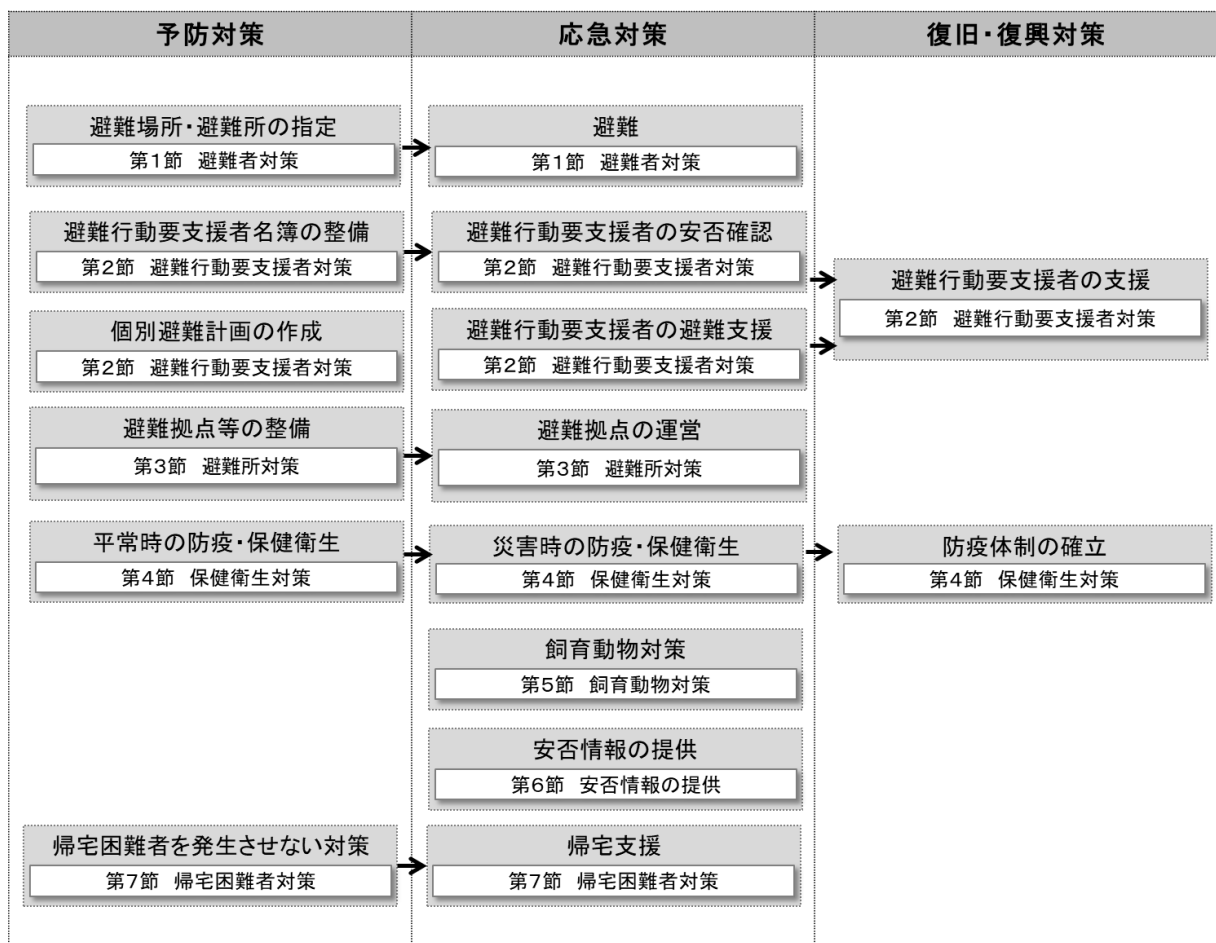 予防対策 応急対策 復旧・復興対策
避難場所・避難所の指定
第1節 避難者対策
避難
第1節 避難者対策
避難行動要支援者名簿の整備
第2節 避難行動要支援者対策
避難行動要支援者の安否確認
第2節 避難行動要支援者対策
避難行動要支援者の支援
第2節 避難行動要支援者対策
個別避難計画の作成
第2節 避難行動要支援者対策
避難行動要支援者の避難支援
第2節 避難行動要支援者対策
避難拠点等の整備
第3節 避難所対策
避難拠点の運営
第3節 避難所対策
平常時の防疫・保健衛生
第4節 保健衛生対策
災害時の防疫・保健衛生
第4節 保健衛生対策
防疫体制の確立
第4節 保健衛生対策
飼育動物対策
第5節 飼育動物対策
安否情報の提供
第6節 安否情報の提供
帰宅困難者を発生させない対策
第7節 帰宅困難者対策
帰宅支援
第7節 帰宅困難者対策